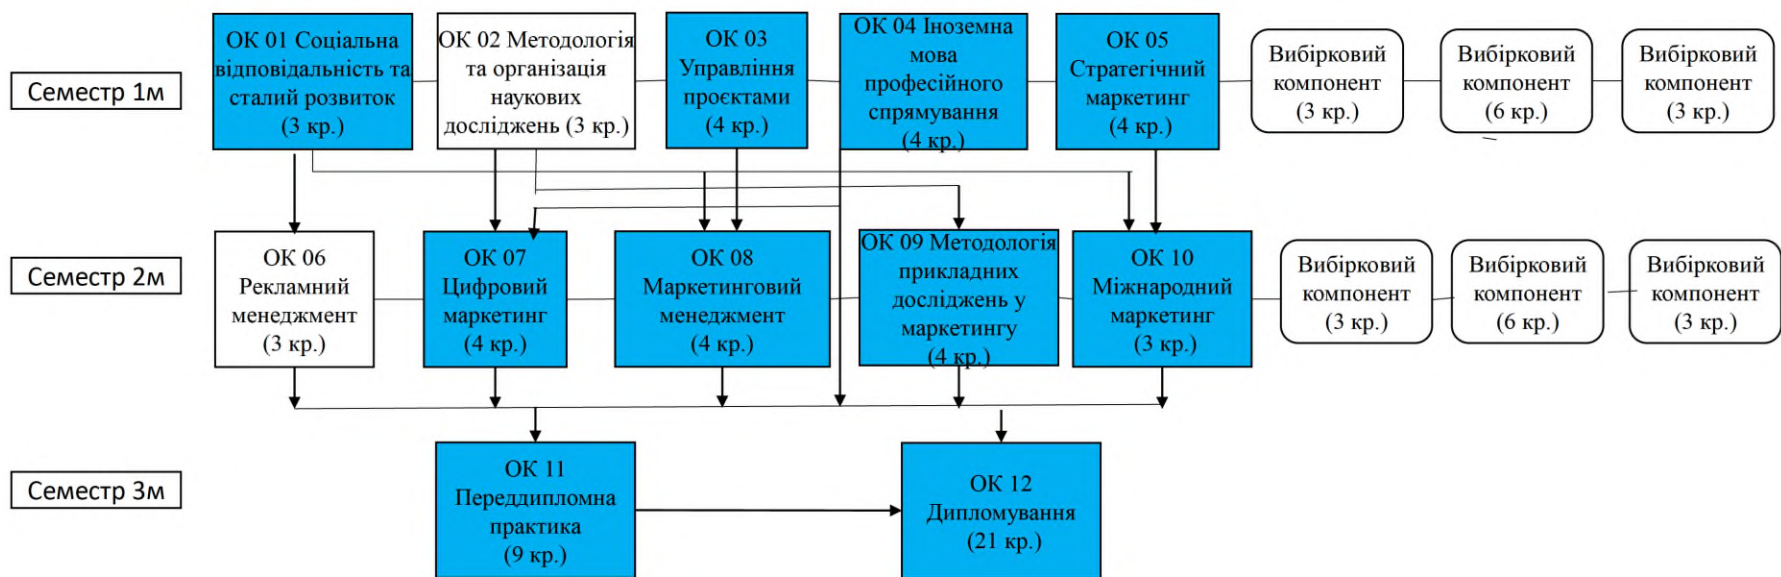 Семестр 1м
ОК 01 Соціальна
відповідальність та
сталий розвиток
(3 кр.)
ОК 02 Методологія
та організація
наукових
досліджень (3 кр.)
ОК 03
Управління
проєктами
(4 кр.)
ОК 04 Іноземна
мова
професійного
спрямування
(4 кр.)
ОК 05
Стратегічний
маркетинг
(4 кр.)
Вибірковий
компонент
(3 кр.)
Вибірковий
компонент
(6 кр.)
Вибірковий
компонент
(3 кр.)
Семестр 2м
ОК 06
Рекламний
менеджмент
(3 кр.)
ОК 07
Цифровий
маркетинг
(4 кр.)
ОК 08
Маркетинговий
менеджмент
(4 кр.)
ОК 09 Методологія
прикладних
досліджень у
маркетингу
(4 кр.)
ОК 10
Міжнародний
маркетинг
(3 кр.)
Вибірковий
компонент
(3 кр.)
Вибірковий
компонент
(6 кр.)
Вибірковий
компонент
(3 кр.)
Семестр 3м
ОК 11
Переддипломна
практика
(9 кр.)
ОК 12
Дипломування
(21 кр.)